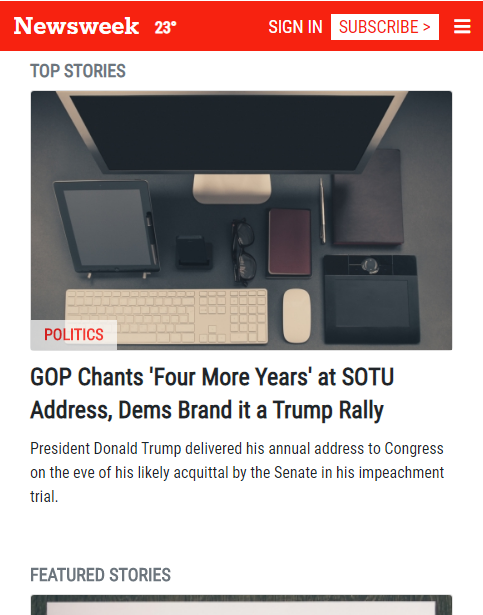 Newsweek 23° SIGN IN SUBSCRIBE >
TOP STORIES
POLITICS
GOP Chants 'Four More Years' at SOTU
Address, Dems Brand it a Trump Rally
President Donald Trump delivered his annual address to Congress
on the eve of his likely acquittal by the Senate in his impeachment
trial.
FEATURED STORIES